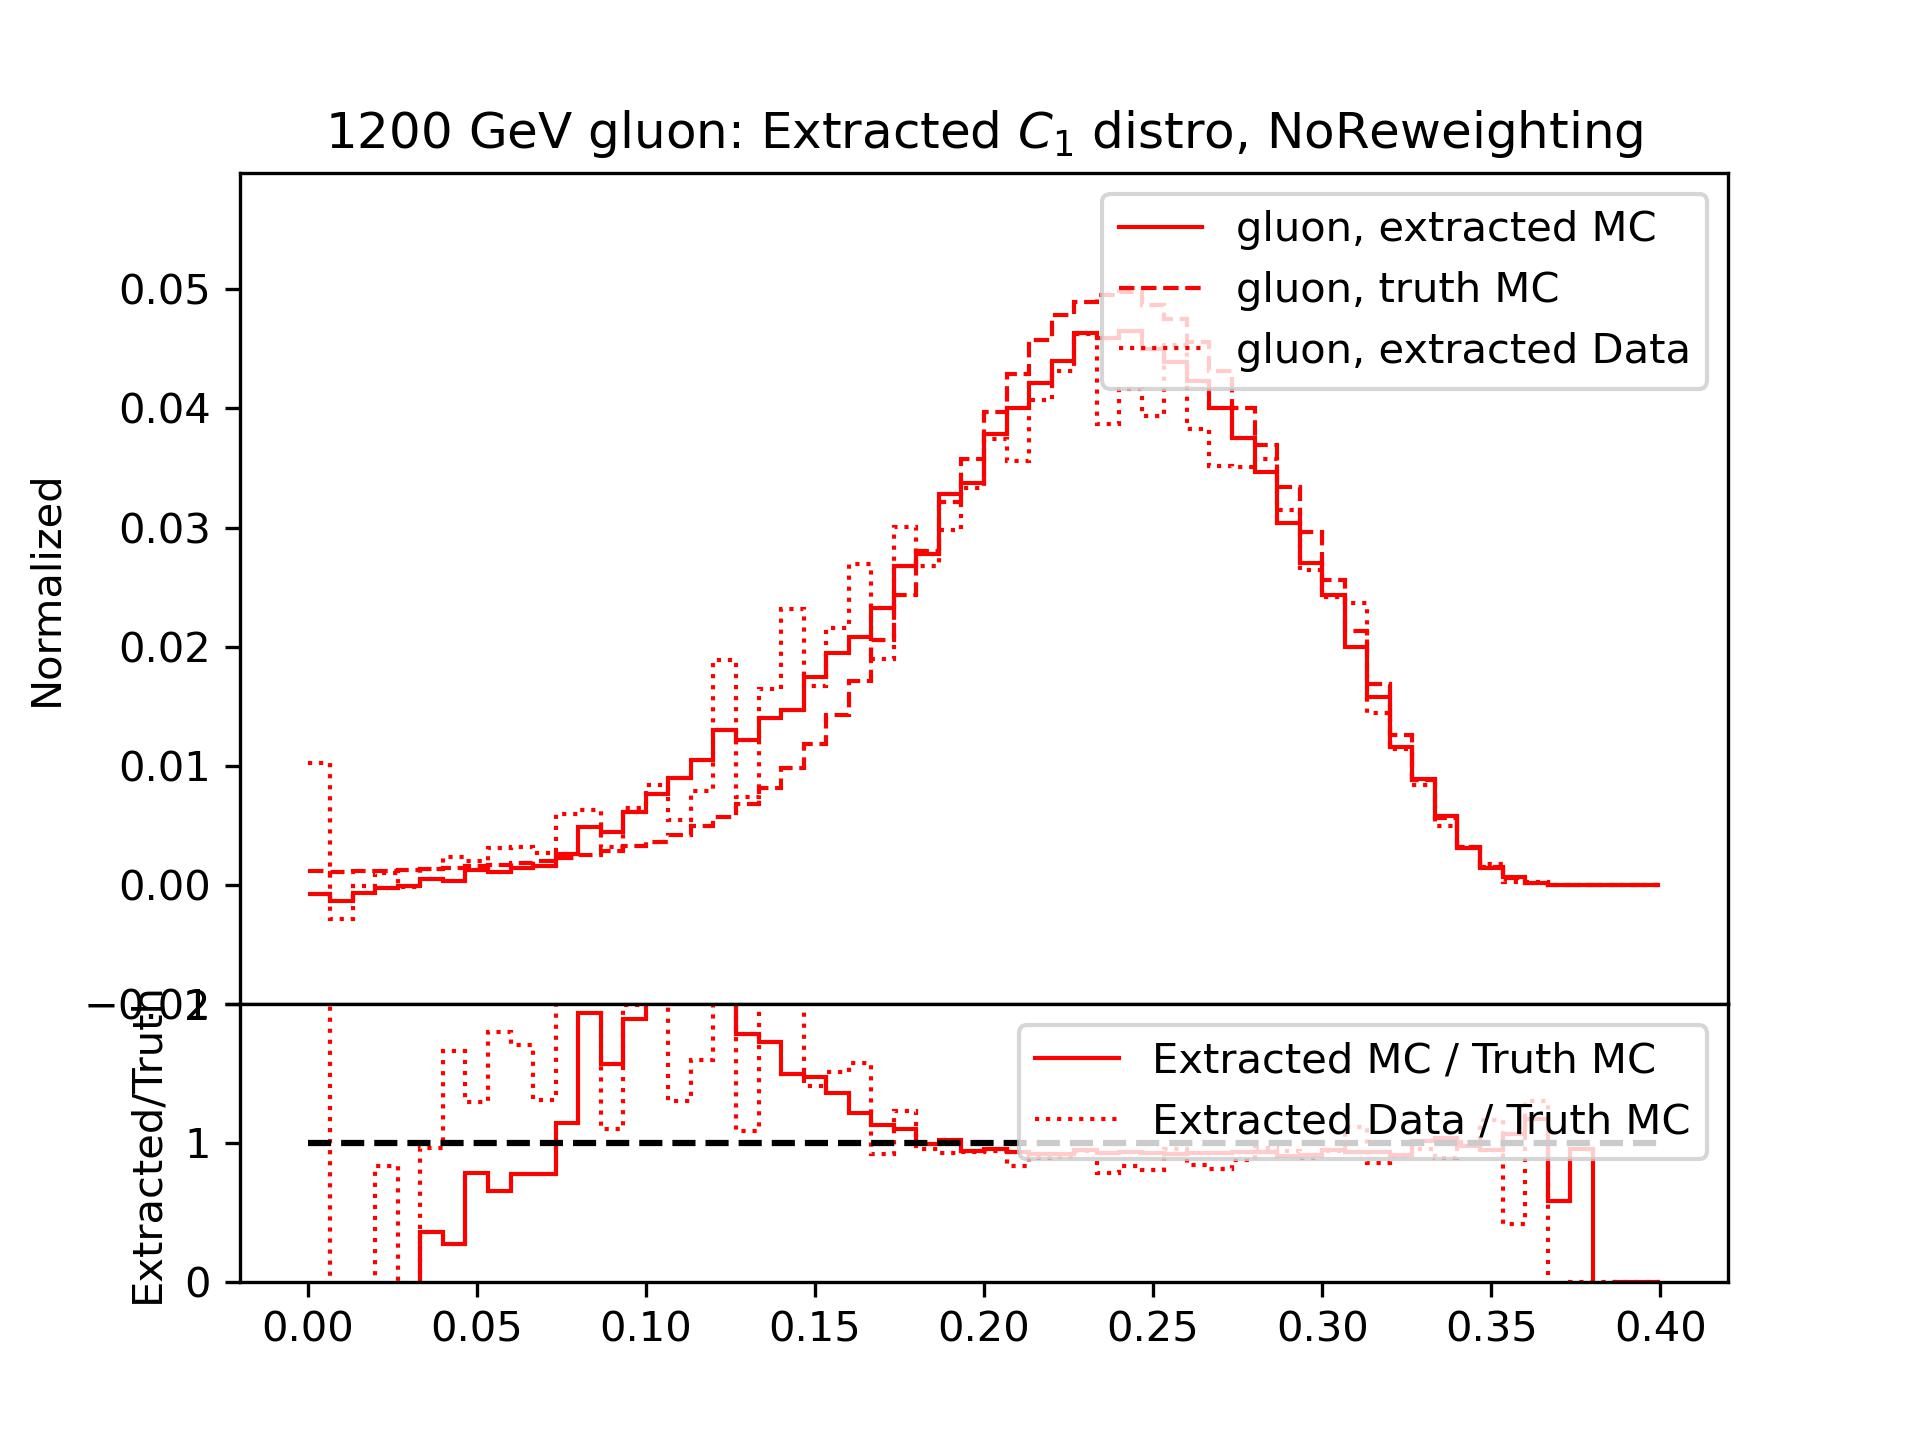 1200 GeV gluon: Extracted C₁ distro, NoReweighting
gluon, extracted MC
gluon, truth MC
gluon, extracted Data
Normalized
0.05
0.04
0.03
0.02
0.01
0.00
−0.01
Extracted/Truth
2
1
0
Extracted MC / Truth MC
Extracted Data / Truth MC
0.00 0.05 0.10 0.15 0.20 0.25 0.30 0.35 0.40